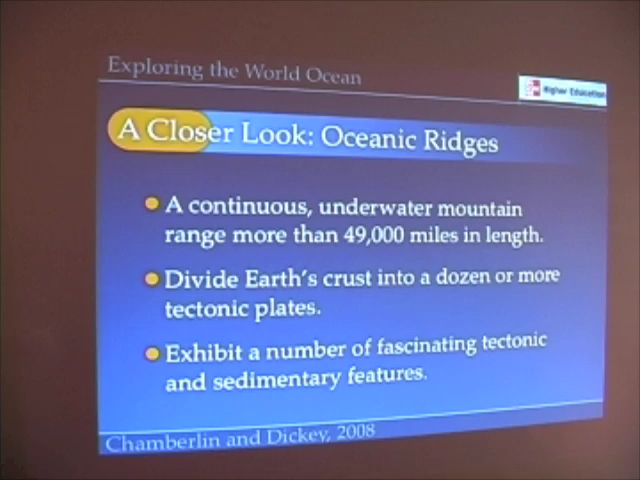 Exploring the World Ocean
Higher Education
A Closer Look: Oceanic Ridges
A continuous, underwater mountain
range more than 49,000 miles in length.
Divide Earth's crust into a dozen or more
tectonic plates.
Exhibit a number of fascinating tectonic
and sedimentary features.
Chamberlin and Dickey, 2008